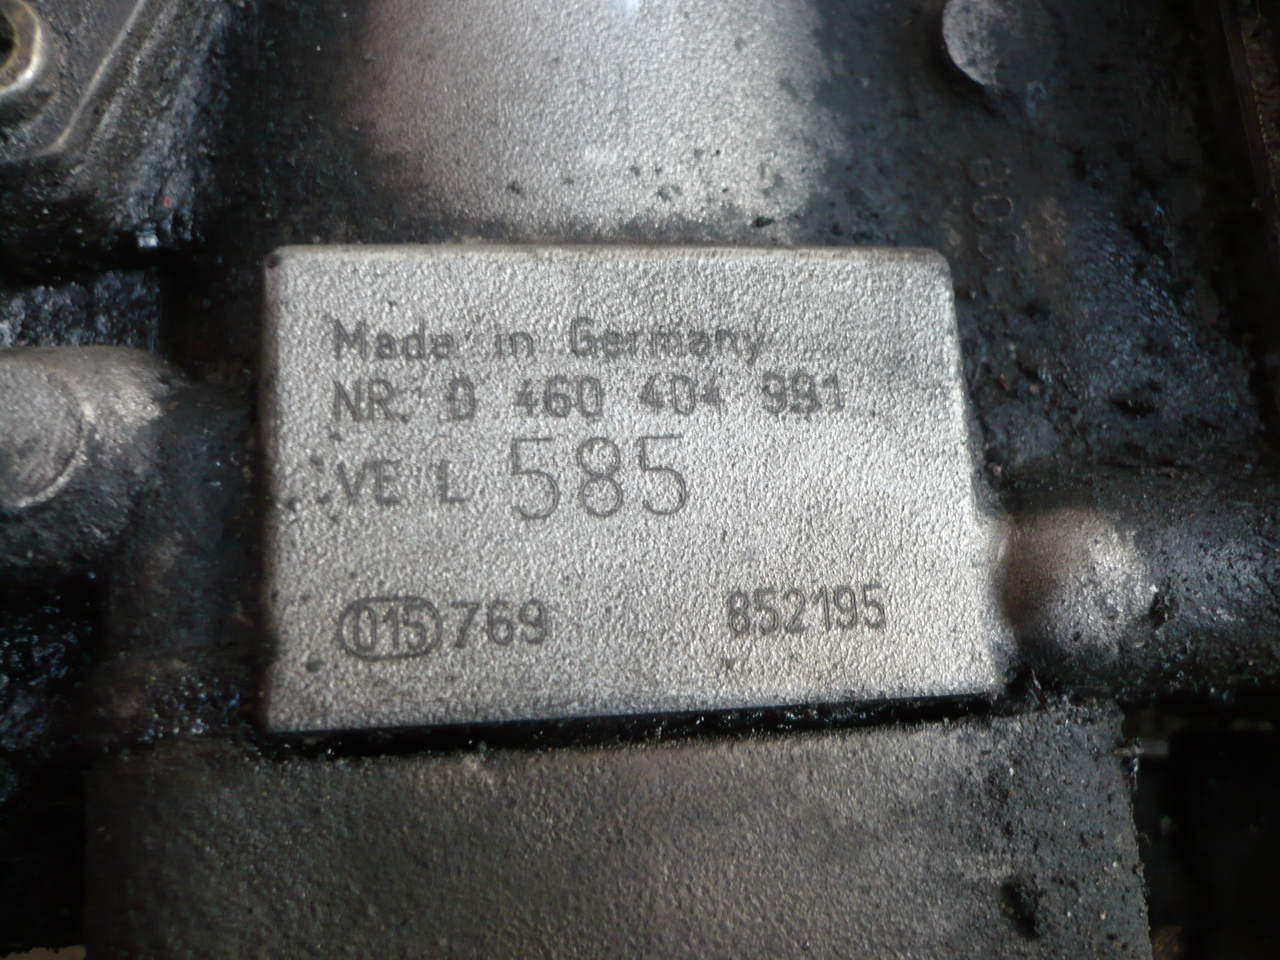 Made in Germany
NR. 0 460 404 991
VE L 585
015 769 852195